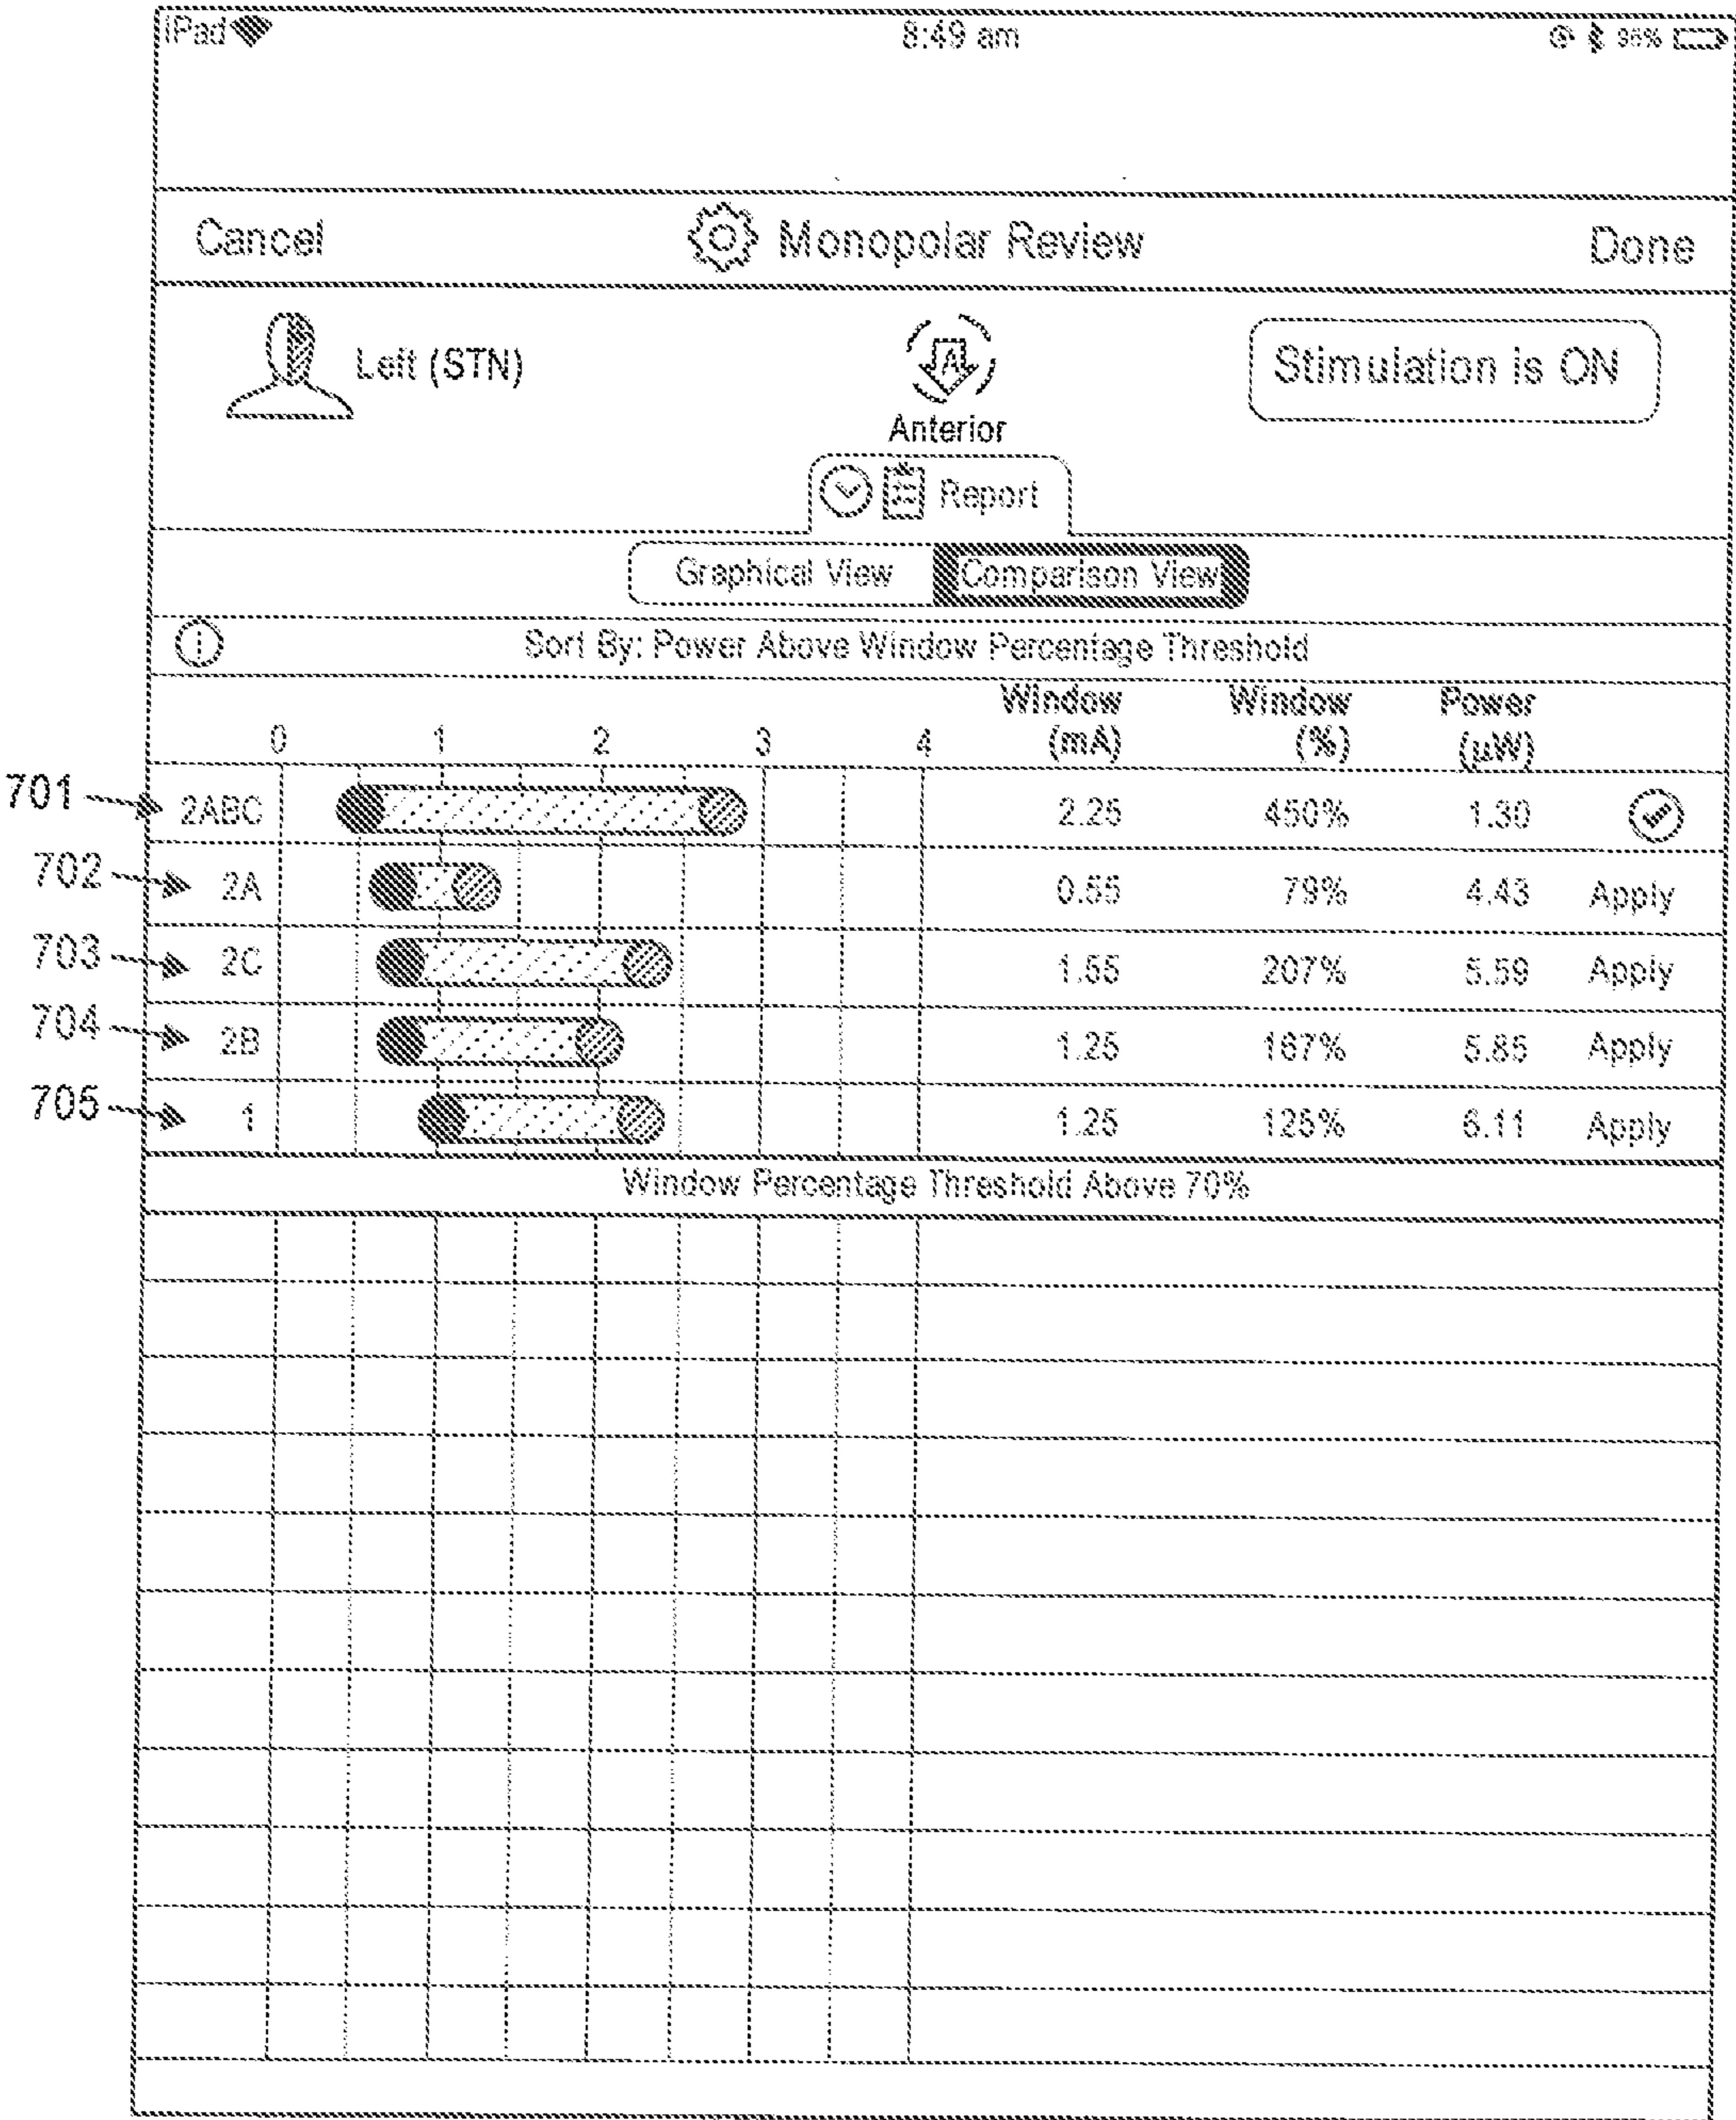 iPad 8:49 am 98%
Cancel Monopolar Review Done
Left (STN) A Stimulation is ON
Anterior
Report
Graphical View Comparison View
Sort By: Power Above Window Percentage Threshold
Window Window Power
0 1 2 3 4 (mA) (%) (µW)
701 2ABC 2.25 450% 1.30
702 2A 0.55 79% 4.43 Apply
703 2C 1.55 207% 5.59 Apply
704 2B 1.25 167% 5.85 Apply
705 1 1.25 125% 6.11 Apply
Window Percentage Threshold Above 70%